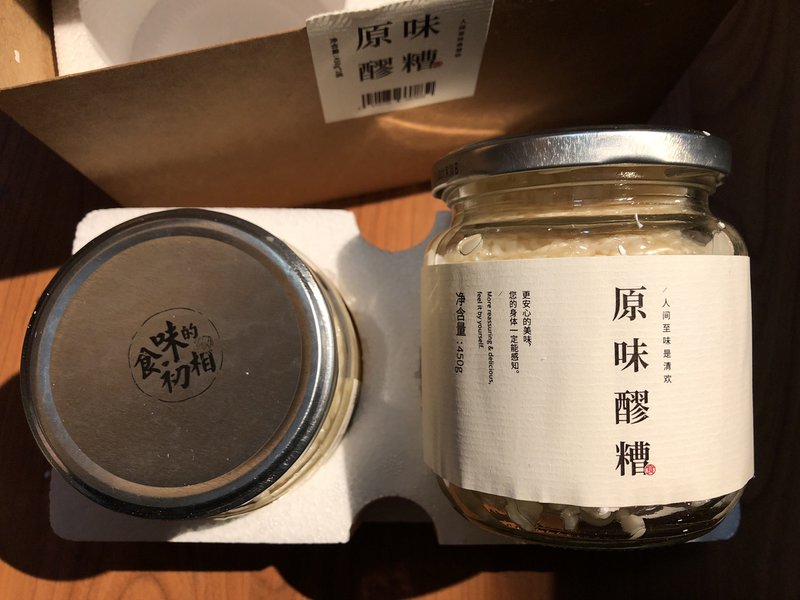 原味
醪糟
食味的
初相
人间至味是清欢
原味醪糟
更安心的美味,
您的身体一定能感知。
More reassuring & delicious,
feel it by yourself.
净含量:450g